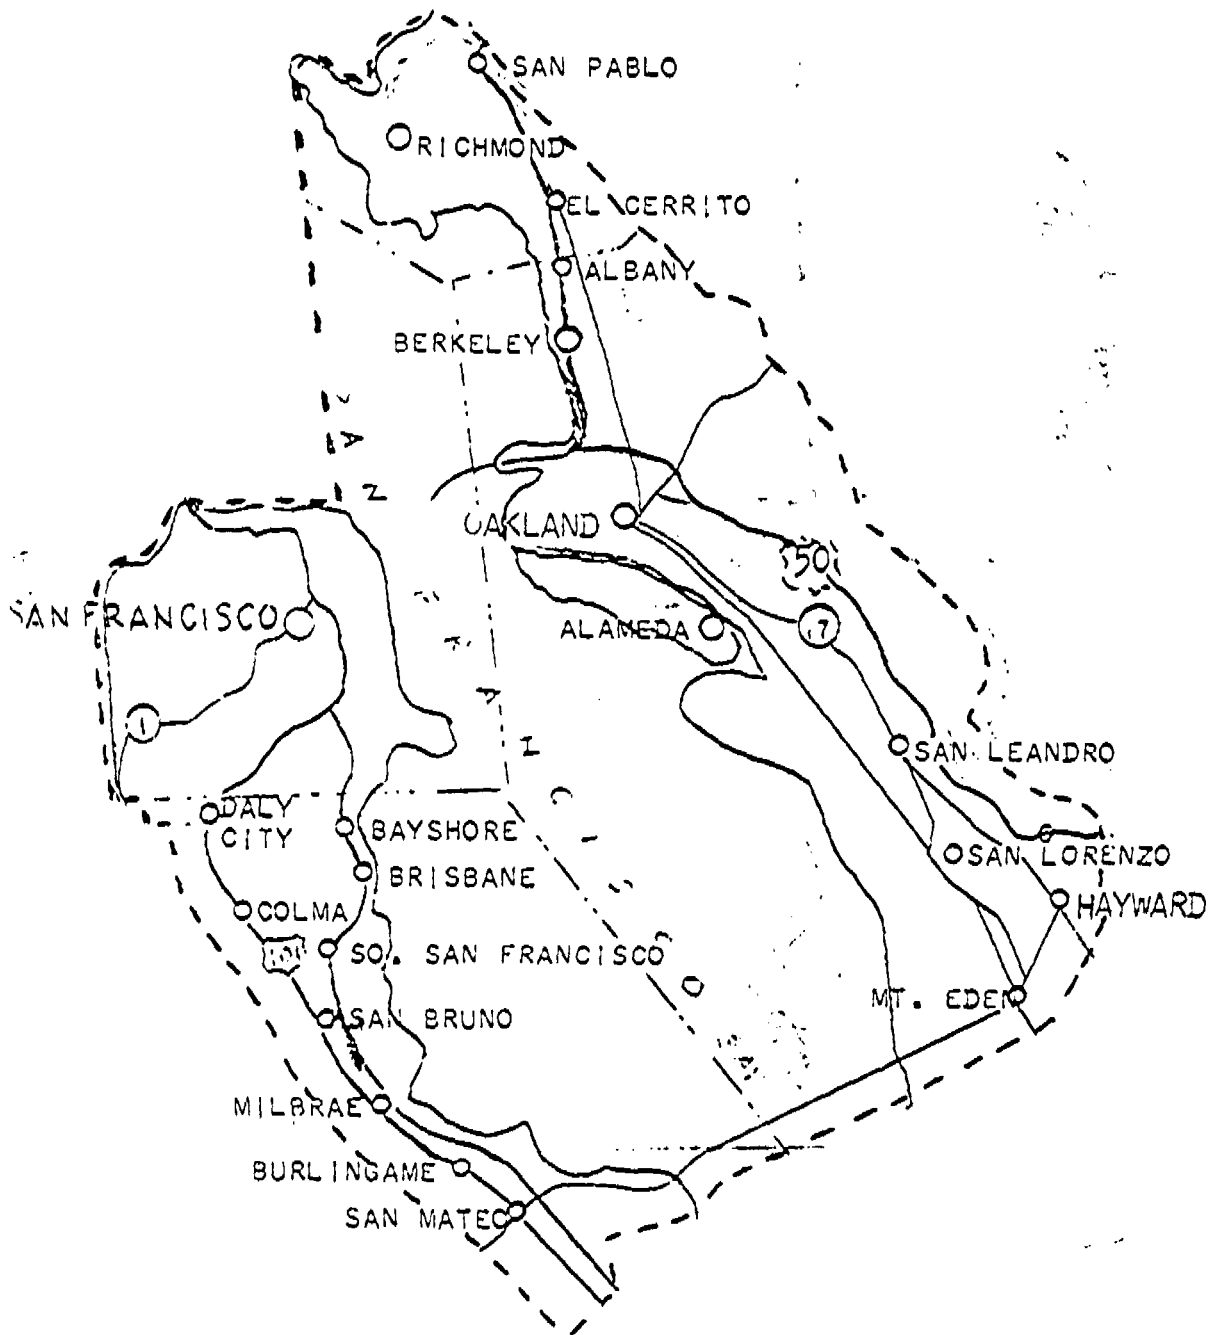 SAN PABLO
RICHMOND
EL CERRITO
ALBANY
BERKELEY
OAKLAND
50
SAN FRANCISCO
ALAMEDA
17
1
SAN LEANDRO
DALY
CITY
BAYSHORE
SAN LORENZO
BRISBANE
HAYWARD
COLMA
101
SO. SAN FRANCISCO
MT. EDEN
SAN BRUNO
MILBRAE
BURLINGAME
SAN MATEO